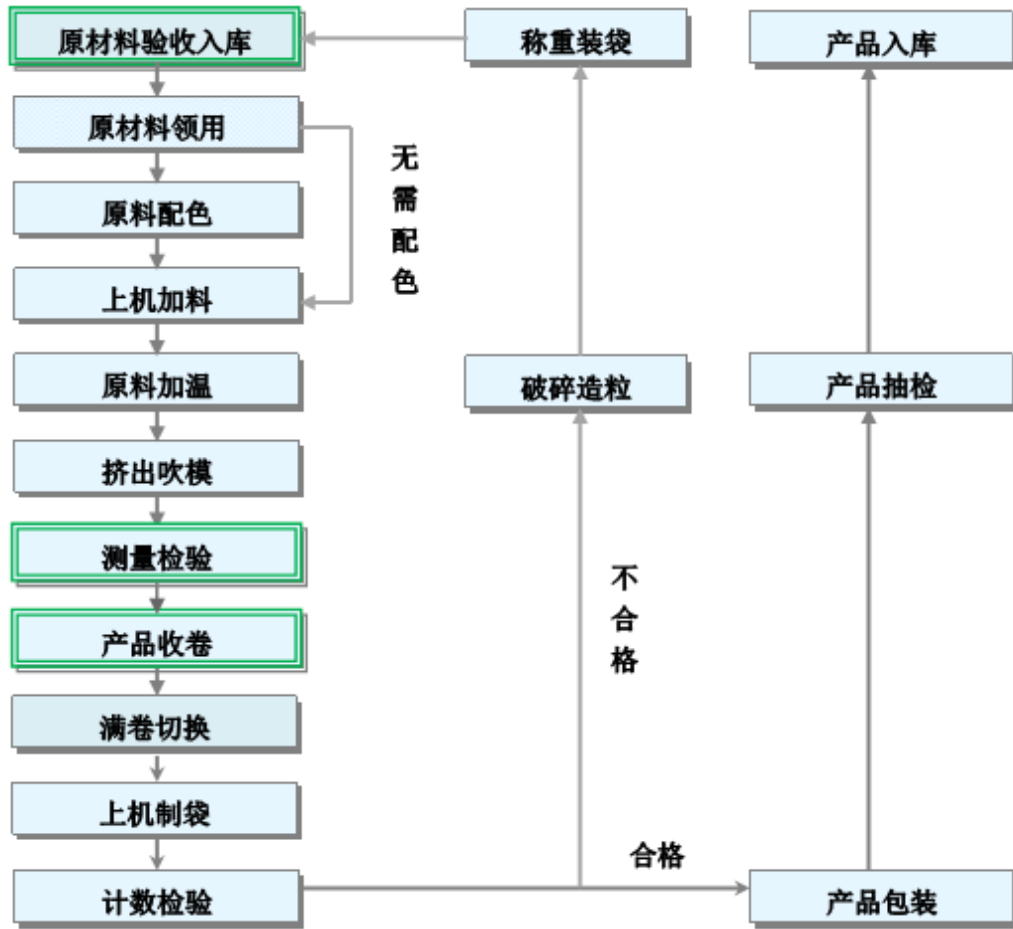 原材料验收入库
称重装袋
产品入库
原材料领用
无需配色
原料配色
上机加料
原料加温
破碎造粒
产品抽检
挤出吹模
测量检验
不合格
产品收卷
满卷切换
上机制袋
合格
计数检验
产品包装